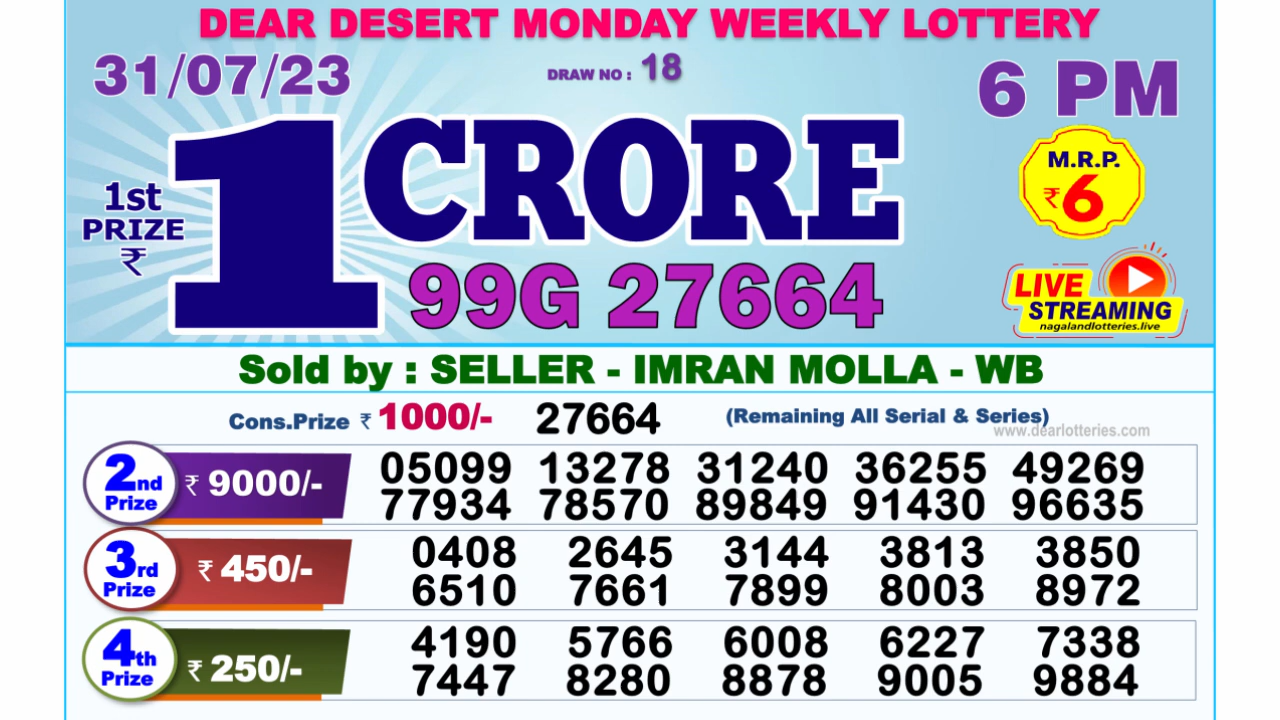 DEAR DESERT MONDAY WEEKLY LOTTERY
31/07/23
DRAW NO : 18
6 PM
1st PRIZE ₹
1 CRORE
M.R.P.
₹6
99G 27664
LIVE
STREAMING
nagalandlotteries.live
Sold by : SELLER - IMRAN MOLLA - WB
Cons.Prize ₹ 1000/- 27664 (Remaining All Serial & Series)
www.dearlotteries.com
2nd Prize ₹ 9000/-
05099 13278 31240 36255 49269
77934 78570 89849 91430 96635
3rd Prize ₹ 450/-
0408 2645 3144 3813 3850
6510 7661 7899 8003 8972
4th Prize ₹ 250/-
4190 5766 6008 6227 7338
7447 8280 8878 9005 9884